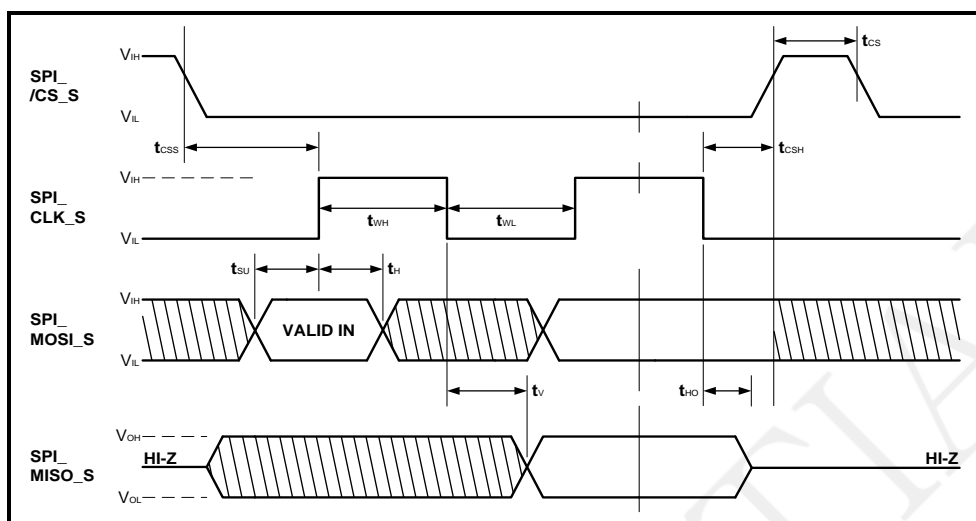 VIH
tCS
SPI_
/CS_S
VIL
tCSS
tCSH
VIH
SPI_
CLK_S
tWH
tWL
VIL
tSU
tH
VIH
SPI_
MOSI_S
VALID IN
VIL
tV
tHO
VOH
SPI_
MISO_S
HI-Z
HI-Z
VOL